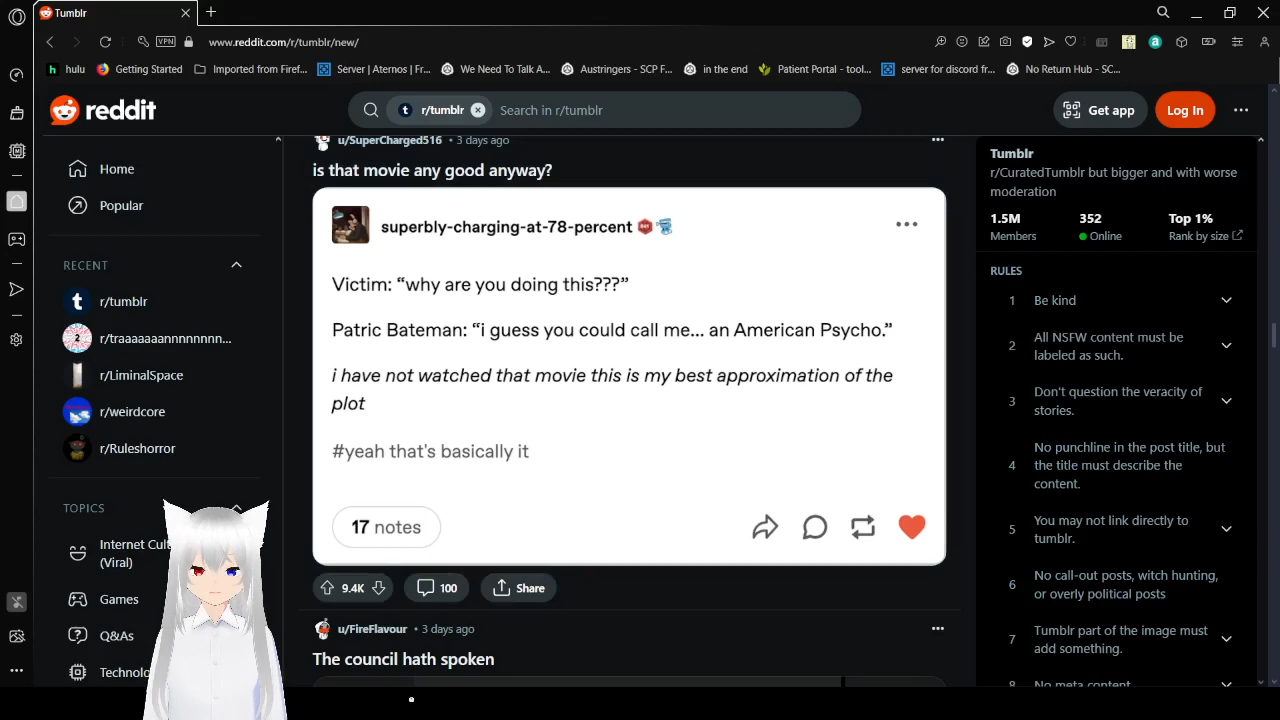 Tumblr
VPN
www.reddit.com/r/tumblr/new/
hulu
Getting Started
Imported from Firef...
Server | Aternos | Fr...
We Need To Talk A...
Austringers - SCP F...
in the end
Patient Portal - tool...
server for discord fr...
No Return Hub - SC...
reddit
r/tumblr
Search in r/tumblr
Get app
Log In
Home
Popular
RECENT
r/tumblr
r/traaaaaaannnnnnnn...
r/LiminalSpace
r/weirdcore
r/Ruleshorror
TOPICS
Internet Cul
(Viral)
Games
Q&As
Technolo
u/SuperCharged516 • 3 days ago
is that movie any good anyway?
superbly-charging-at-78-percent
Victim: “why are you doing this???”
Patric Bateman: “i guess you could call me... an American Psycho.”
i have not watched that movie this is my best approximation of the
plot
#yeah that's basically it
17 notes
9.4K
100
Share
u/FireFlavour • 3 days ago
The council hath spoken
Tumblr
r/CuratedTumblr but bigger and with worse
moderation
1.5M 352 Top 1%
Members Online Rank by size
RULES
1 Be kind
2 All NSFW content must be
labeled as such.
3 Don't question the veracity of
stories.
4 No punchline in the post title, but
the title must describe the
content.
5 You may not link directly to
tumblr.
6 No call-out posts, witch hunting,
or overly political posts
7 Tumblr part of the image must
add something.
8 No meta content